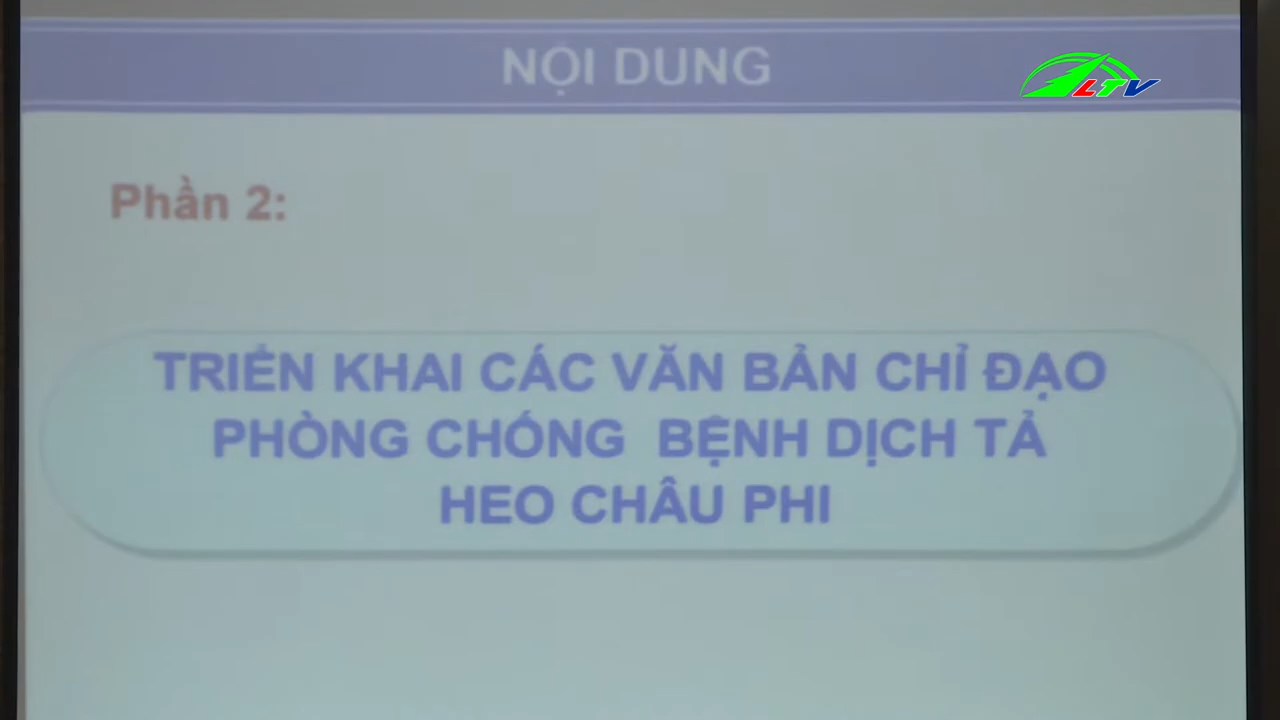 NỘI DUNG
LTV
Phần 2:
TRIỂN KHAI CÁC VĂN BẢN CHỈ ĐẠO
PHÒNG CHỐNG BỆNH DỊCH TẢ
HEO CHÂU PHI